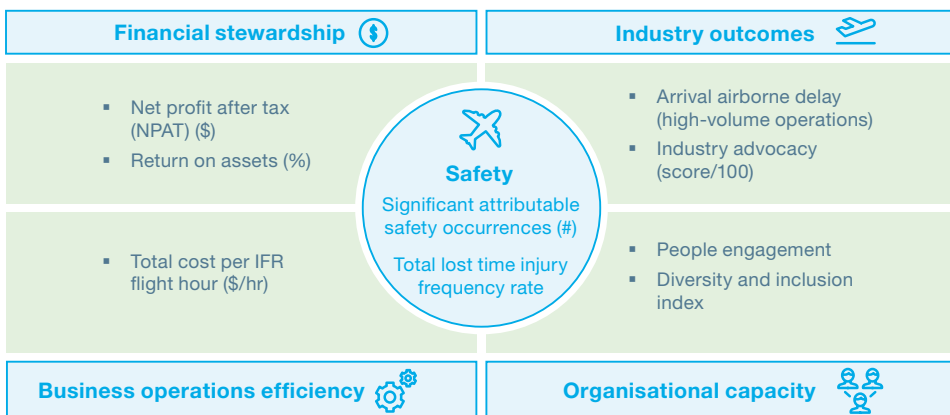 Financial stewardship
Industry outcomes
▪ Net profit after tax
(NPAT) ($)
▪ Return on assets (%)
▪ Arrival airborne delay
(high-volume operations)
▪ Industry advocacy
(score/100)
Safety
Significant attributable
safety occurrences (#)
Total lost time injury
frequency rate
▪ Total cost per IFR
flight hour ($/hr)
▪ People engagement
▪ Diversity and inclusion
index
Business operations efficiency
Organisational capacity